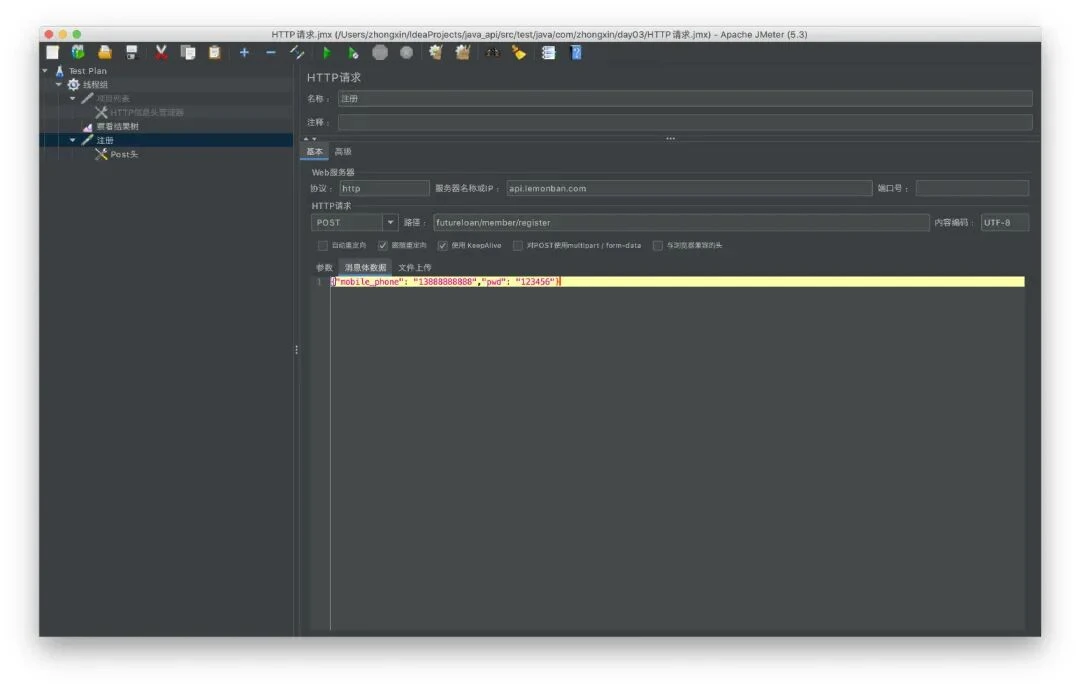 HTTP请求.jmx (/Users/zhongxin/IdeaProjects/java_api/src/test/java/com/zhongxin/day03/HTTP请求.jmx) - Apache JMeter (5.3)
Test Plan
线程组
项目列表
HTTP信息头管理器
察看结果树
注册
Post头
HTTP请求
名称： 注册
注释：
基本 高级
Web服务器
协议： http 服务器名称或IP： api.lemonban.com 端口号：
HTTP请求
POST 路径： futureloan/member/register 内容编码： UTF-8
自动重定向 跟随重定向 使用 KeepAlive 对POST使用multipart / form-data 与浏览器兼容的头
参数 消息体数据 文件上传
1 {"mobile_phone": "13888888888","pwd": "123456"}